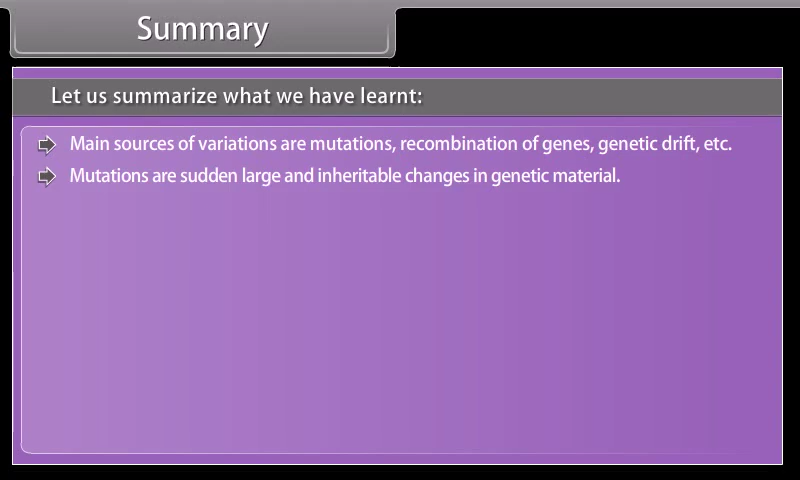 Summary
Let us summarize what we have learnt:
Main sources of variations are mutations, recombination of genes, genetic drift, etc.
Mutations are sudden large and inheritable changes in genetic material.